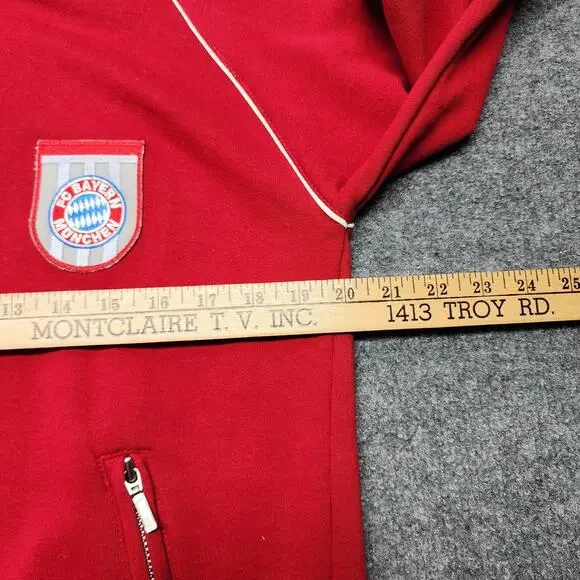 FC BAYERN
MÜNCHEN
13 14 15 16 17 18 19 20 21 22 23 24 25
MONTCLAIRE T. V. INC. 1413 TROY RD.